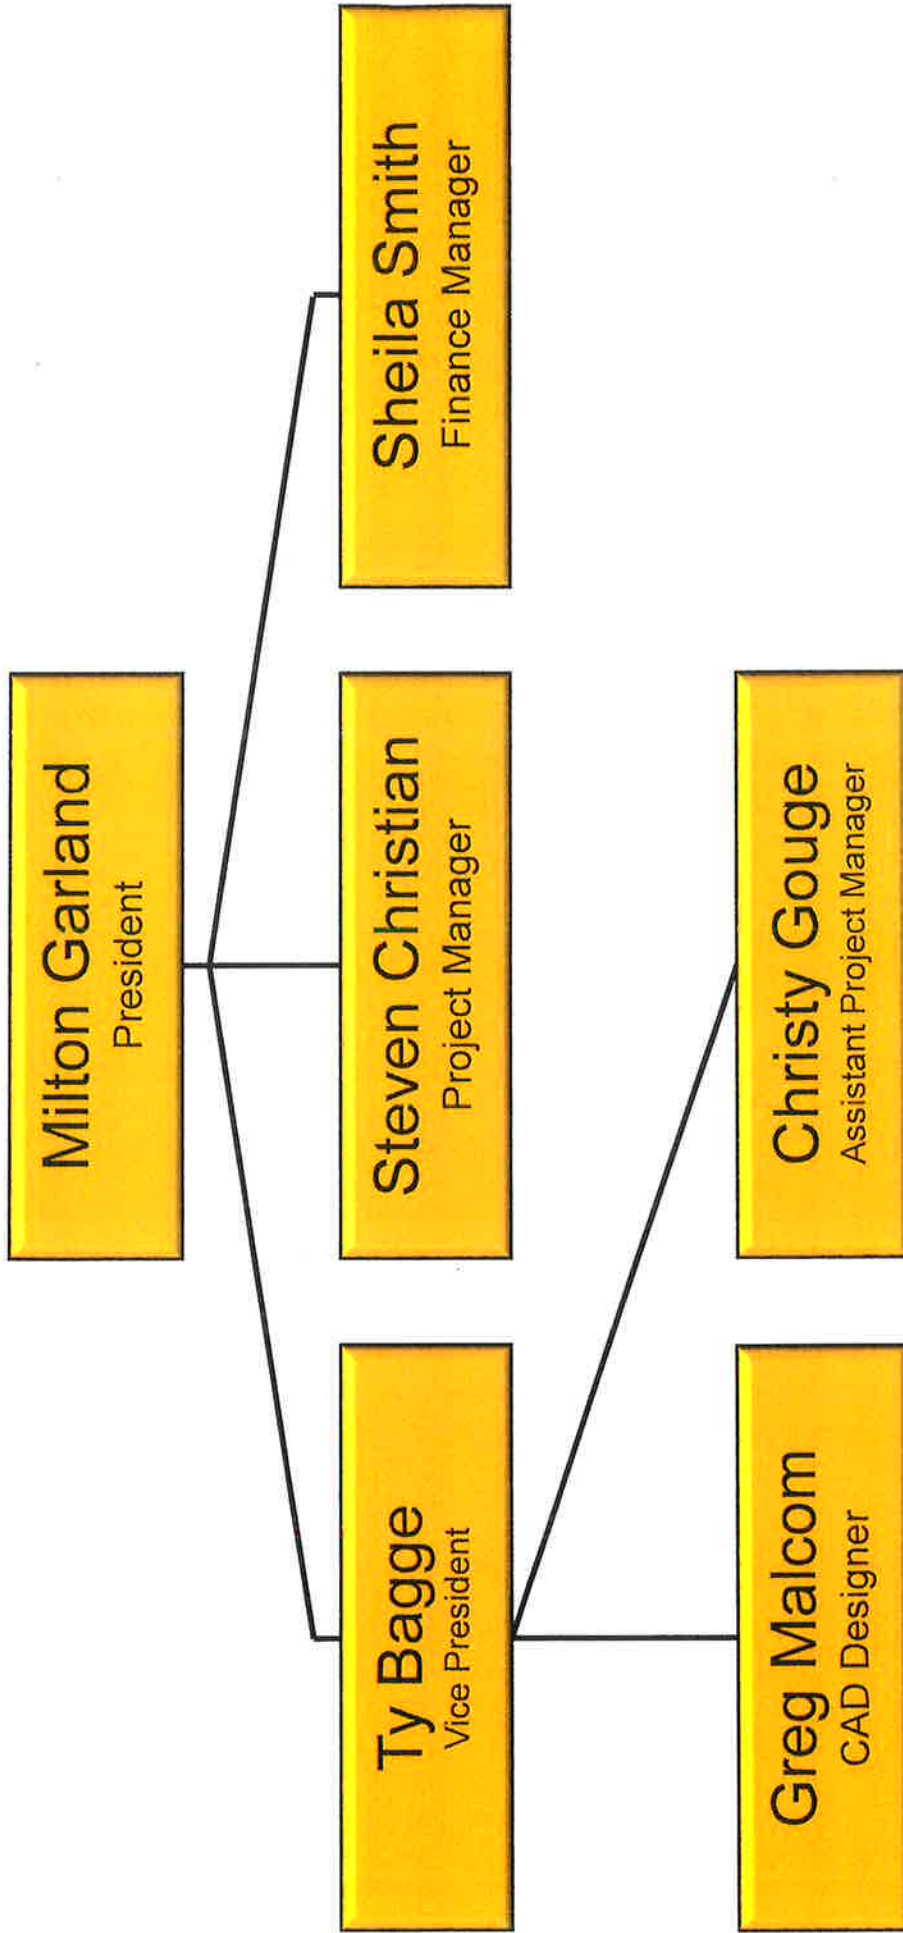 Milton Garland
President
Ty Bagge
Vice President
Steven Christian
Project Manager
Sheila Smith
Finance Manager
Greg Malcom
CAD Designer
Christy Gouge
Assistant Project Manager